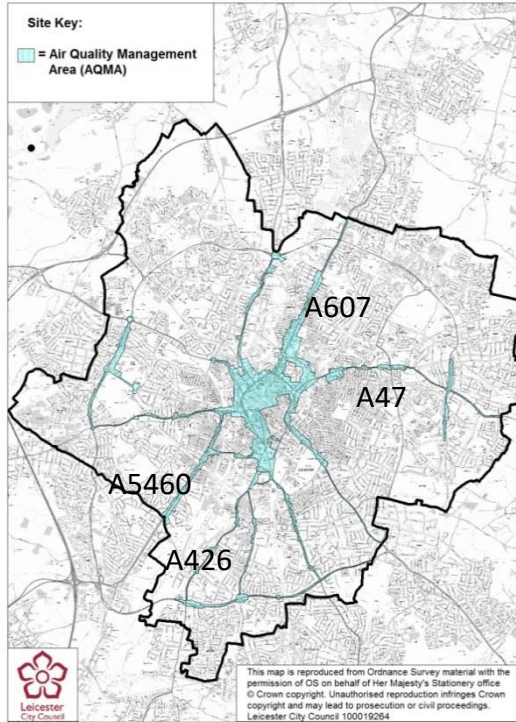 Site Key:
= Air Quality Management
Area (AQMA)
A607
A47
A5460
A426
Leicester
City Council
This map is reproduced from Ordnance Survey material with the
permission of OS on behalf of Her Majesty's Stationery office
© Crown copyright. Unauthorised reproduction infringes Crown
copyright and may lead to prosecution or civil proceedings.
Leicester City Council 100019264